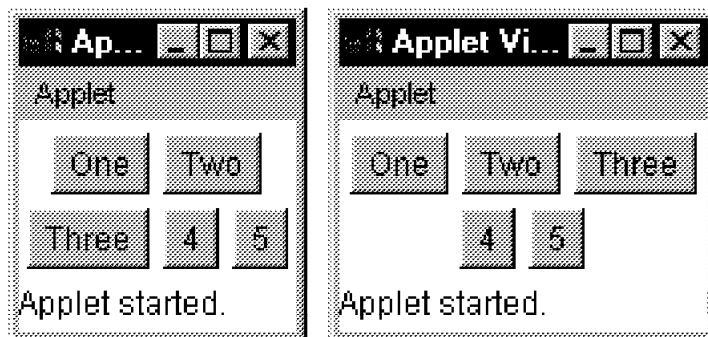 Ap...
Applet
One Two
Three 4 5
Applet started.
Applet Vi...
Applet
One Two Three
4 5
Applet started.